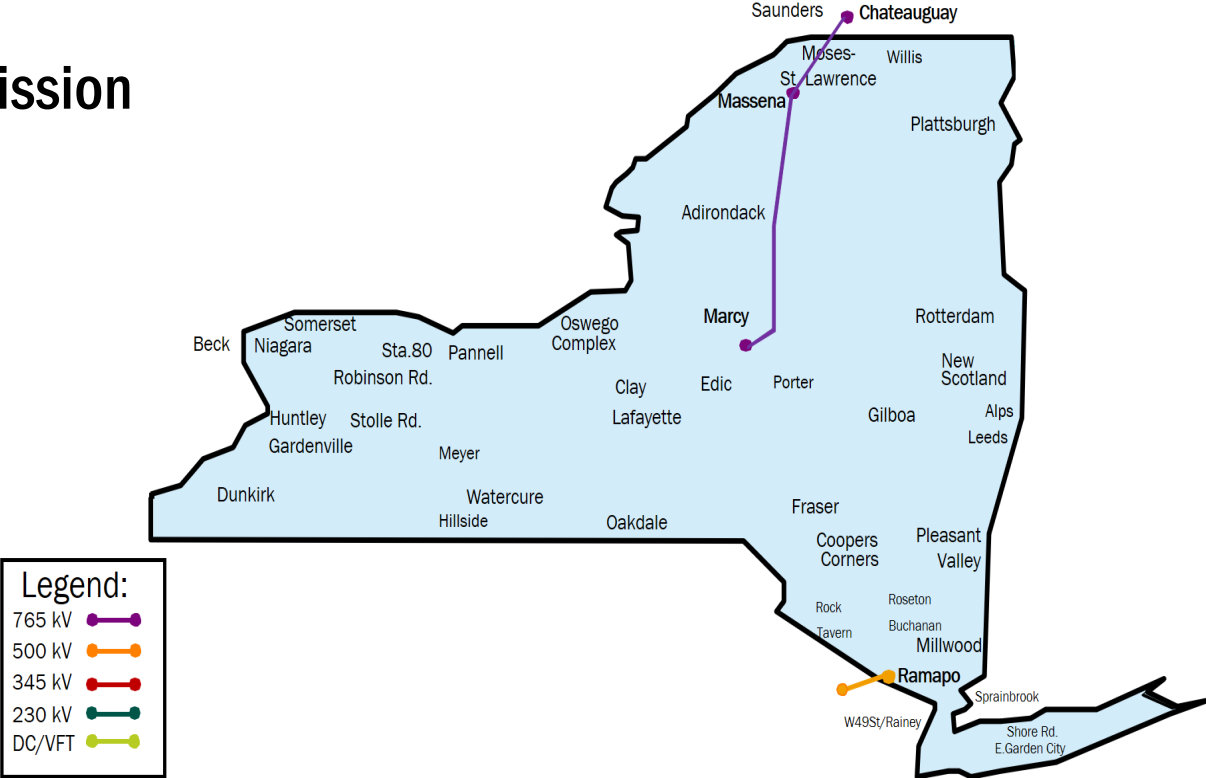 ission
Saunders
Chateauguay
Moses-
St. Lawrence
Willis
Massena
Plattsburgh
Adirondack
Marcy
Rotterdam
Somerset
Oswego
Complex
Beck
Niagara
Sta.80
Pannell
New
Scotland
Robinson Rd.
Clay
Edic
Porter
Huntley
Stolle Rd.
Lafayette
Gilboa
Alps
Leeds
Gardenville
Meyer
Dunkirk
Watercure
Hillside
Oakdale
Fraser
Coopers
Corners
Pleasant
Valley
Rock
Tavern
Roseton
Buchanan
Millwood
Ramapo
Sprainbrook
W49St/Rainey
Shore Rd.
E.Garden City
Legend:
765 kV
500 kV
345 kV
230 kV
DC/VFT